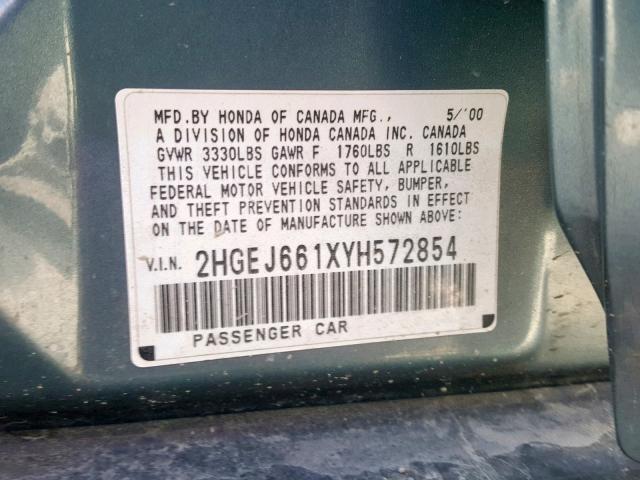 MFD.BY HONDA OF CANADA MFG., 5/'00
A DIVISION OF HONDA CANADA INC. CANADA
GVWR 3330LBS GAWR F 1760LBS R 1610LBS
THIS VEHICLE CONFORMS TO ALL APPLICABLE
FEDERAL MOTOR VEHICLE SAFETY, BUMPER,
AND THEFT PREVENTION STANDARDS IN EFFECT
ON THE DATE OF MANUFACTURE SHOWN ABOVE:
V.I.N. 2HGEJ661XYH572854
PASSENGER CAR